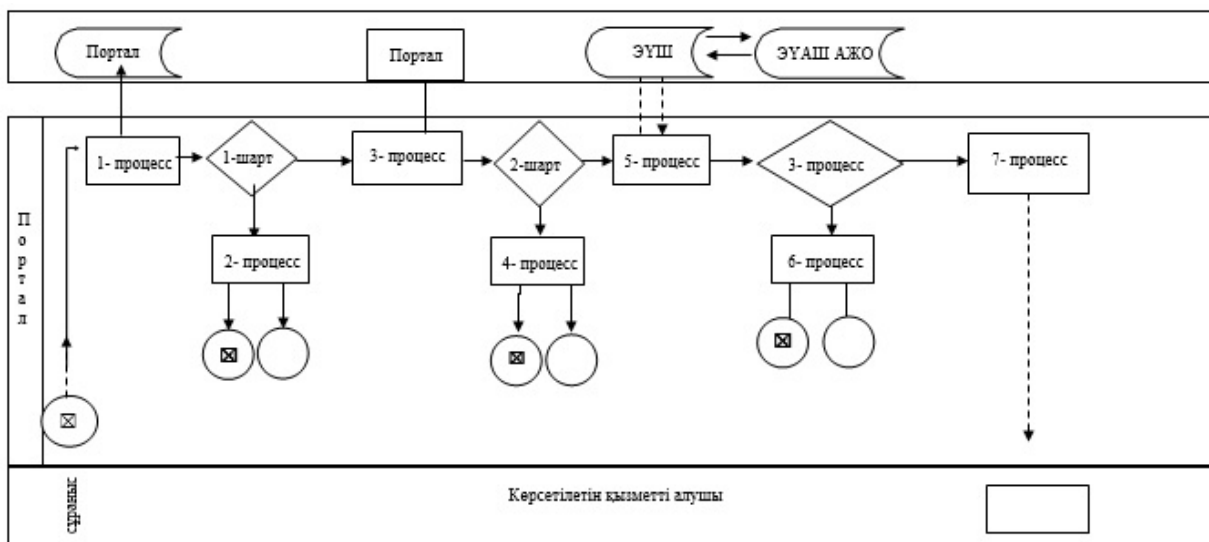 Портал
Портал
ЭҮШ
ЭҮАШ АЖО
Портал
1- процесс
1-шарт
3- процесс
2-шарт
5- процесс
3- процесс
7- процесс
2- процесс
4- процесс
6- процесс
сұраныс
Көрсетілетін қызметті алушы